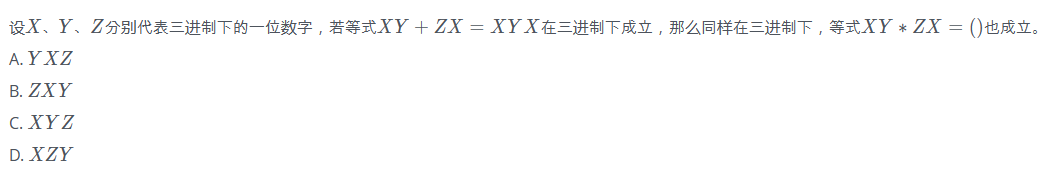 设X、Y、Z分别代表三进制下的一位数字，若等式XY + ZX = XYX在三进制下成立，那么同样在三进制下，等式XY * ZX = ()也成立。
A. YXZ
B. ZXY
C. XYZ
D. XZY